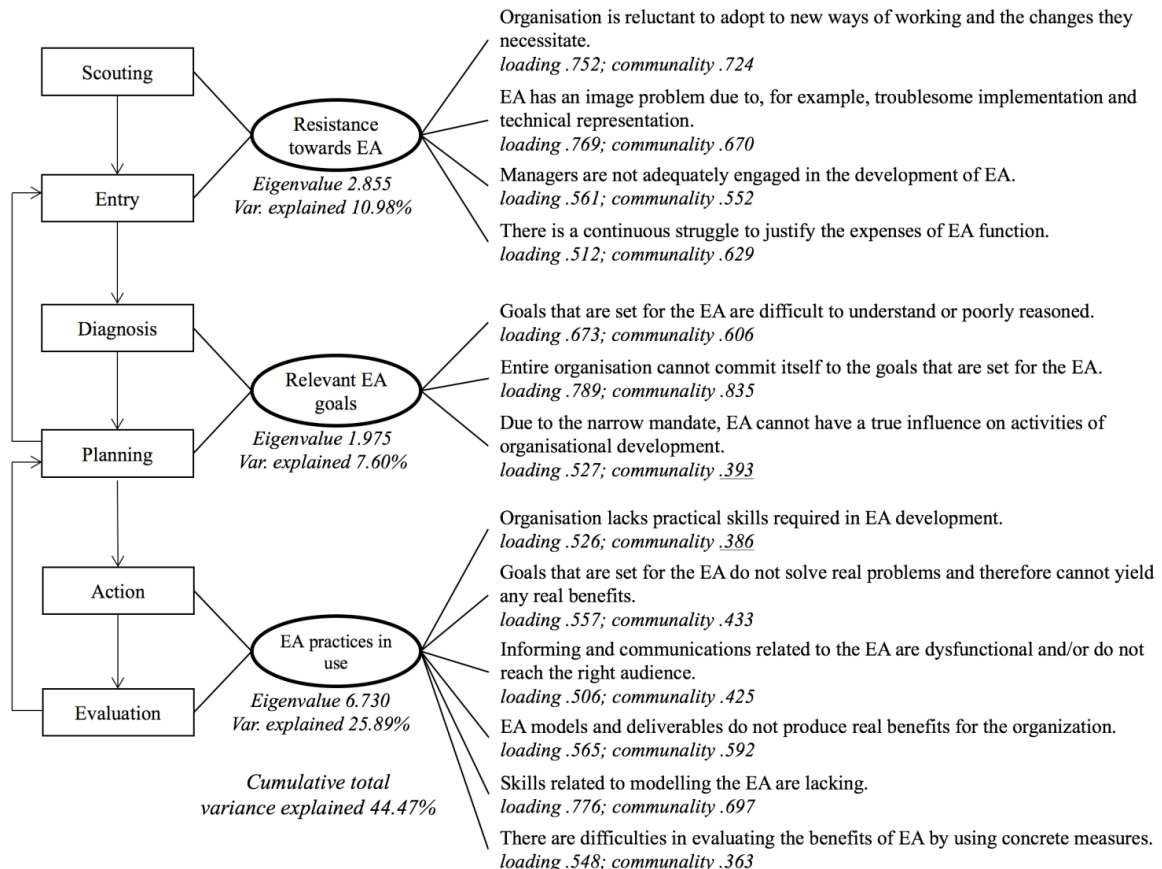 Scouting
Entry
Diagnosis
Planning
Action
Evaluation
Resistance
towards EA
Eigenvalue 2.855
Var. explained 10.98%
Organisation is reluctant to adopt to new ways of working and the changes they
necessitate.
loading .752; communality .724
EA has an image problem due to, for example, troublesome implementation and
technical representation.
loading .769; communality .670
Managers are not adequately engaged in the development of EA.
loading .561; communality .552
There is a continuous struggle to justify the expenses of EA function.
loading .512; communality .629
Relevant EA
goals
Eigenvalue 1.975
Var. explained 7.60%
Goals that are set for the EA are difficult to understand or poorly reasoned.
loading .673; communality .606
Entire organisation cannot commit itself to the goals that are set for the EA.
loading .789; communality .835
Due to the narrow mandate, EA cannot have a true influence on activities of
organisational development.
loading .527; communality .393
EA practices in
use
Eigenvalue 6.730
Var. explained 25.89%
Organisation lacks practical skills required in EA development.
loading .526; communality .386
Goals that are set for the EA do not solve real problems and therefore cannot yield
any real benefits.
loading .557; communality .433
Informing and communications related to the EA are dysfunctional and/or do not
reach the right audience.
loading .506; communality .425
EA models and deliverables do not produce real benefits for the organization.
loading .565; communality .592
Skills related to modelling the EA are lacking.
loading .776; communality .697
There are difficulties in evaluating the benefits of EA by using concrete measures.
loading .548; communality .363
Cumulative total
variance explained 44.47%